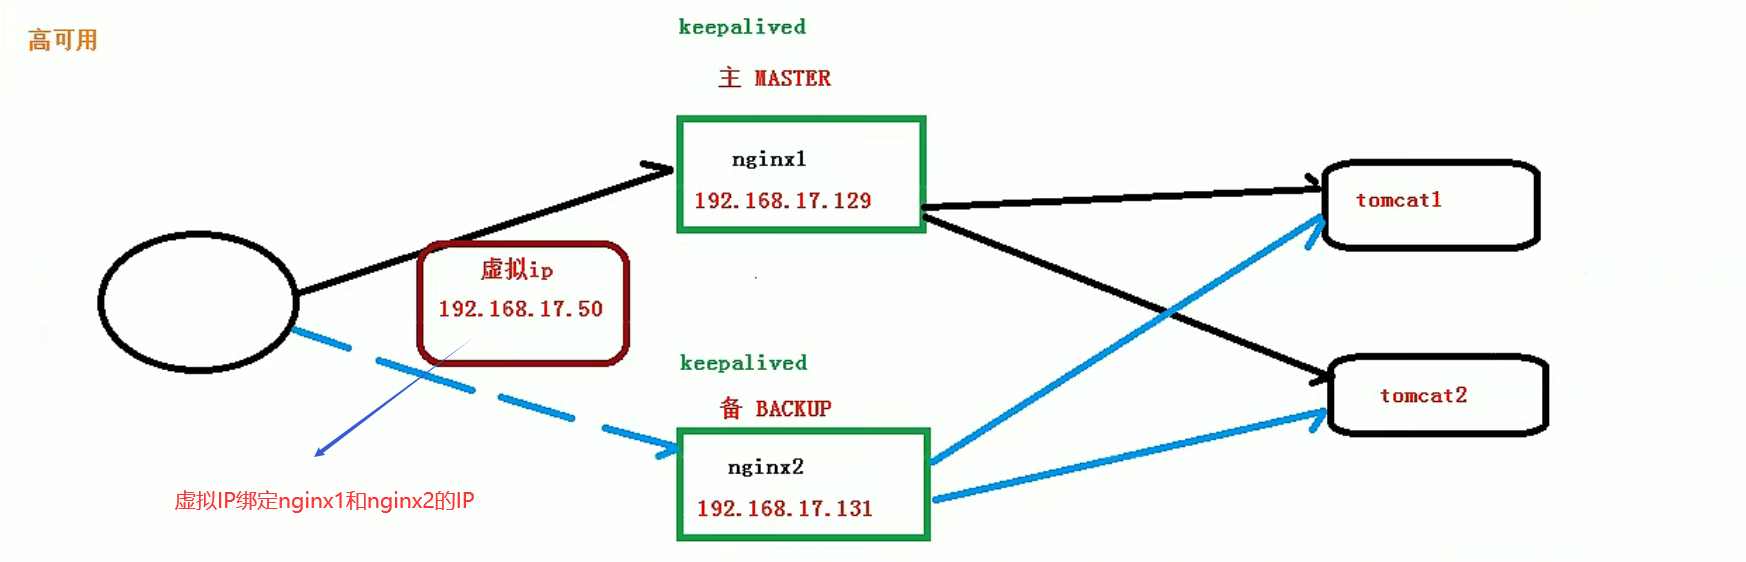 高可用
keepalived
主 MASTER
nginx1
192.168.17.129
tomcat1
虚拟ip
192.168.17.50
keepalived
备 BACKUP
tomcat2
nginx2
192.168.17.131
虚拟IP绑定nginx1和nginx2的IP